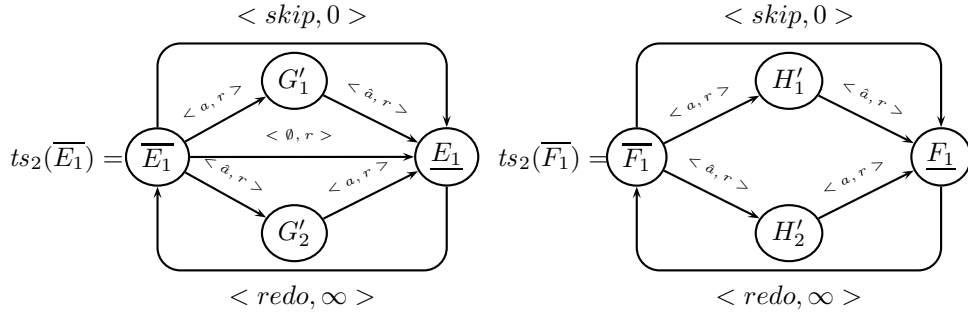 < skip, 0 >
G′₁
< a, r >
< â, r >
< ∅, r >
ts₂(E̅₁) =
E̅₁
E̲₁
< â, r >
< a, r >
G′₂
< redo, ∞ >
< skip, 0 >
H′₁
< a, r >
< â, r >
ts₂(F̅₁) =
F̅₁
F̲₁
< â, r >
< a, r >
H′₂
< redo, ∞ >